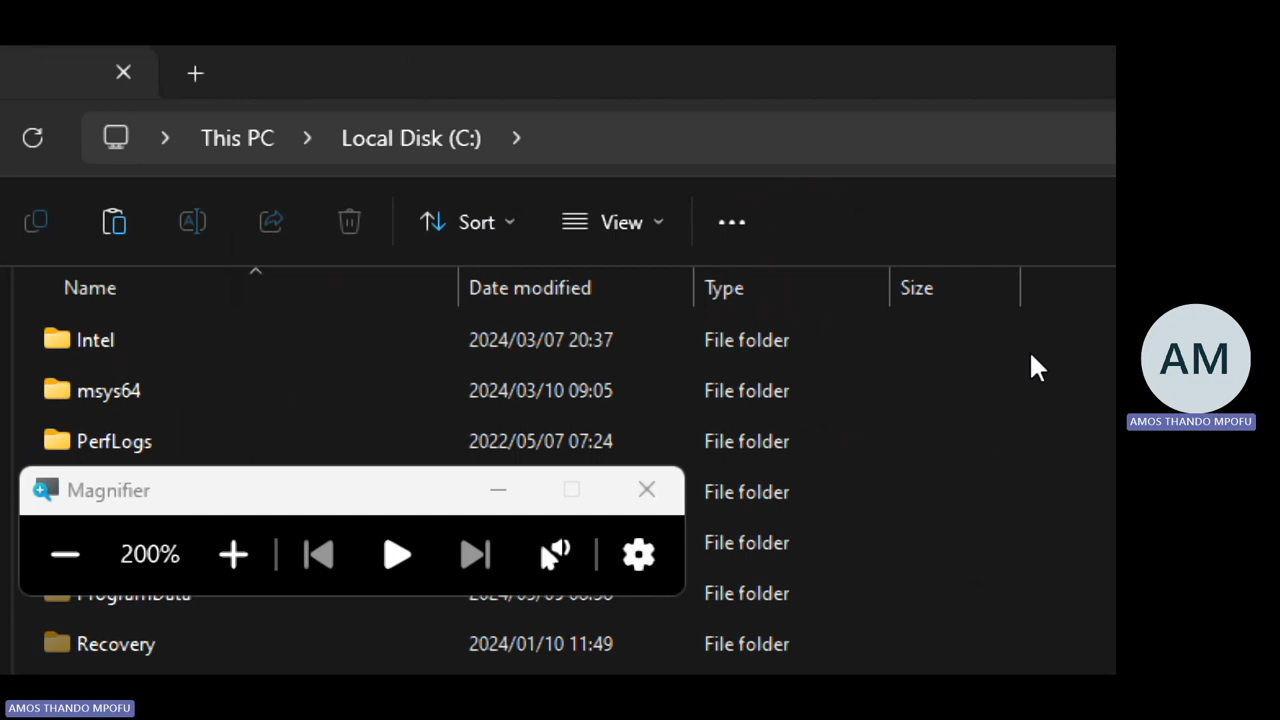 This PC > Local Disk (C:) >
Sort View
Name Date modified Type Size
Intel 2024/03/07 20:37 File folder
msys64 2024/03/10 09:05 File folder
AM
PerfLogs 2022/05/07 07:24 File folder
AMOS THANDO MPOFU
Magnifier File folder
200% File folder
ProgramData File folder
Recovery 2024/01/10 11:49 File folder
AMOS THANDO MPOFU